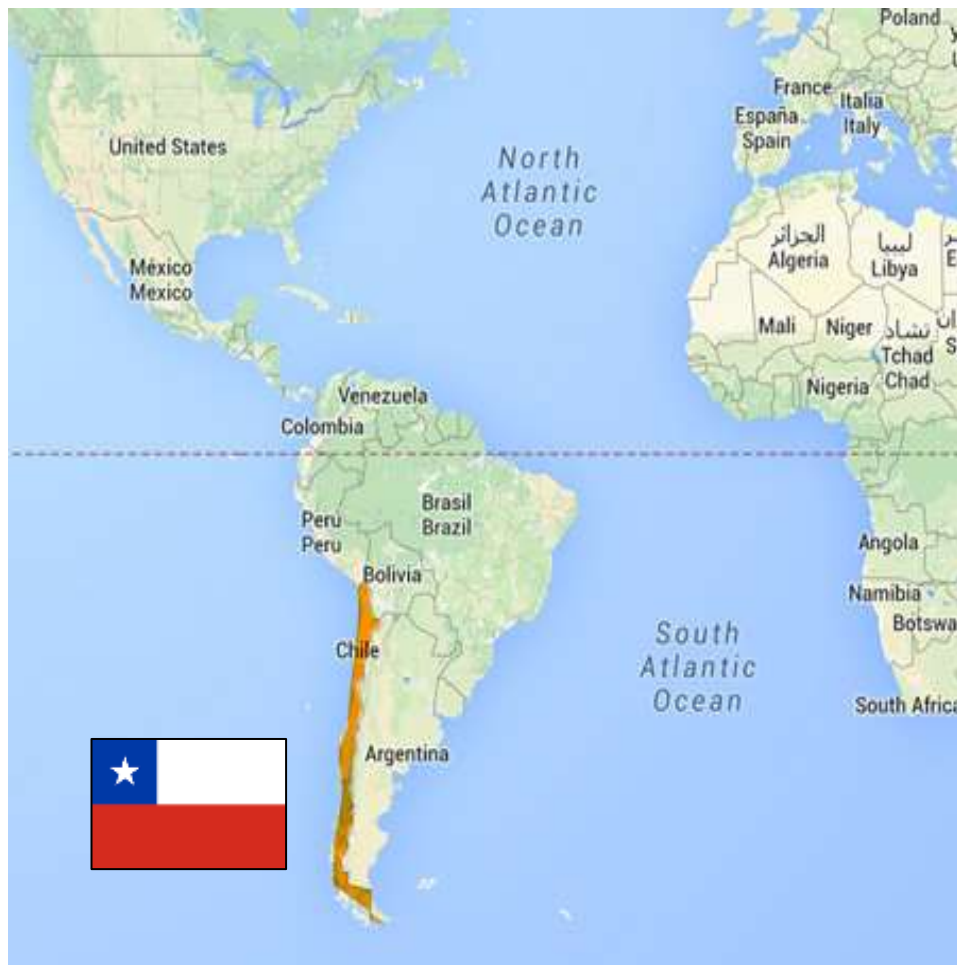 Poland
France
Italia
Italy
España
Spain
United States
North
Atlantic
Ocean
الجزائر
Algeria
ليبيا
Libya
México
Mexico
Mali
Niger
تشاد
Tchad
Chad
Nigeria
Venezuela
Colombia
Brasil
Brazil
Perú
Peru
Angola
Bolivia
Namibia
Botswa
South
Atlantic
Ocean
Chile
South Africa
Argentina